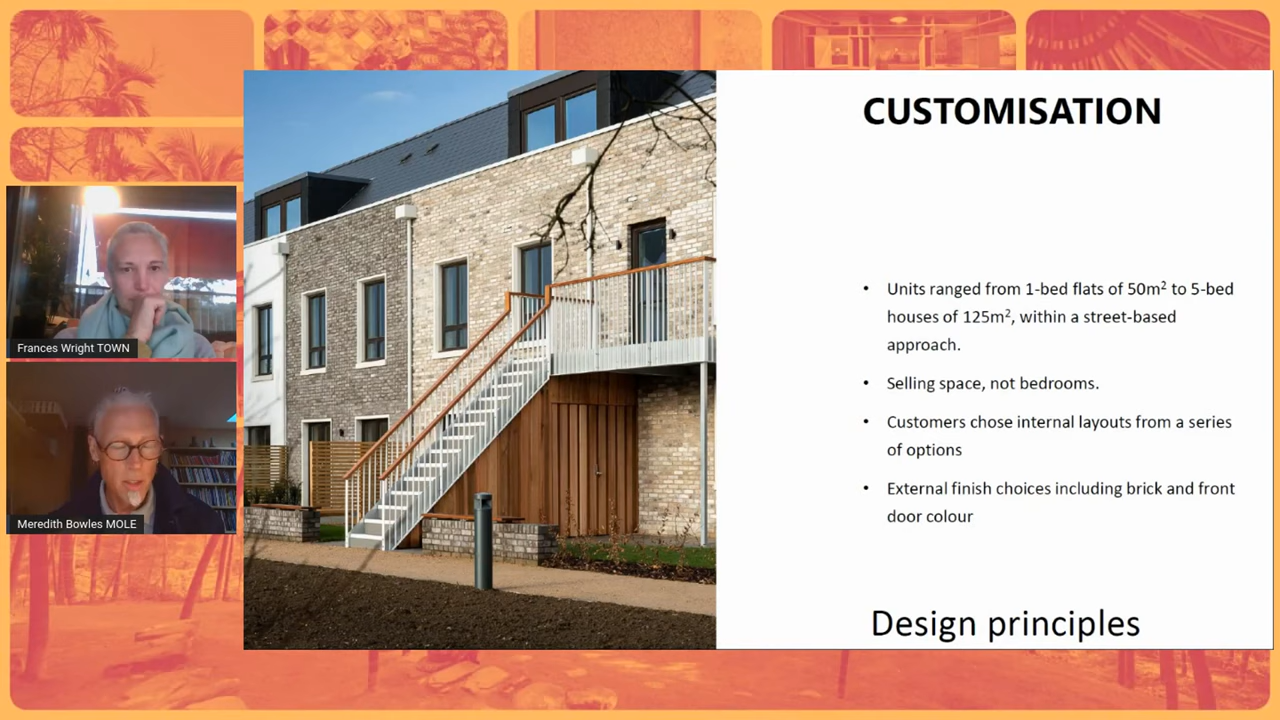 CUSTOMISATION
• Units ranged from 1-bed flats of 50m² to 5-bed
houses of 125m², within a street-based
approach.
• Selling space, not bedrooms.
• Customers chose internal layouts from a series
of options
• External finish choices including brick and front
door colour
Design principles
Frances Wright TOWN
Meredith Bowles MOLE